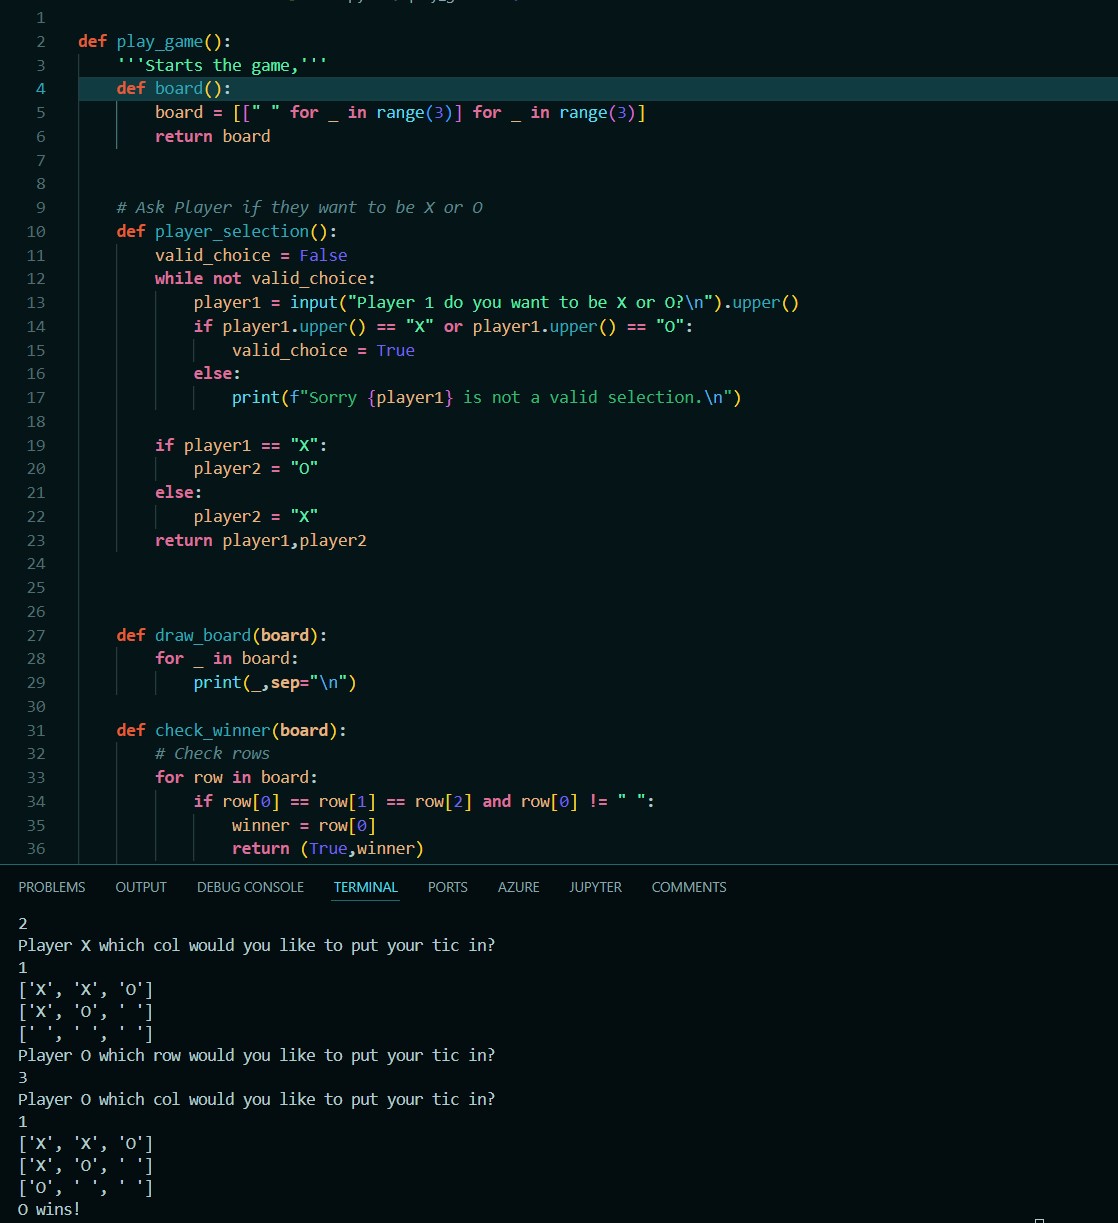 1
2 def play_game():
3 '''Starts the game,'''
4 def board():
5 board = [[" " for _ in range(3)] for _ in range(3)]
6 return board
7
8
9 # Ask Player if they want to be X or O
10 def player_selection():
11 valid_choice = False
12 while not valid_choice:
13 player1 = input("Player 1 do you want to be X or O?\n").upper()
14 if player1.upper() == "X" or player1.upper() == "O":
15 valid_choice = True
16 else:
17 print(f"Sorry {player1} is not a valid selection.\n")
18
19 if player1 == "X":
20 player2 = "O"
21 else:
22 player2 = "X"
23 return player1,player2
24
25
26
27 def draw_board(board):
28 for _ in board:
29 print(_,sep="\n")
30
31 def check_winner(board):
32 # Check rows
33 for row in board:
34 if row[0] == row[1] == row[2] and row[0] != " ":
35 winner = row[0]
36 return (True,winner)
PROBLEMS OUTPUT DEBUG CONSOLE TERMINAL PORTS AZURE JUPYTER COMMENTS
2
Player X which col would you like to put your tic in?
1
['X', 'X', 'O']
['X', 'O', ' ']
[' ', ' ', ' ']
Player O which row would you like to put your tic in?
3
Player O which col would you like to put your tic in?
1
['X', 'X', 'O']
['X', 'O', ' ']
['O', ' ', ' ']
O wins!